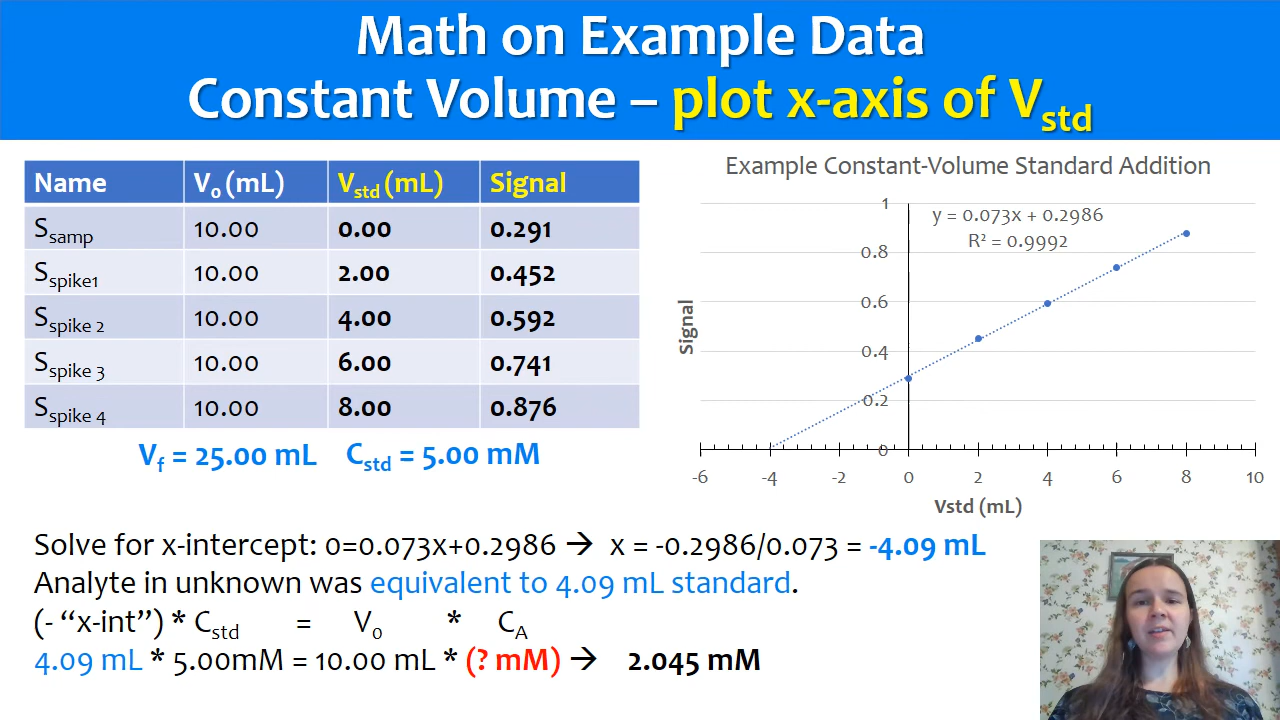 Math on Example Data
Constant Volume – plot x-axis of Vstd
Name V0 (mL) Vstd (mL) Signal
Ssamp 10.00 0.00 0.291
Sspike1 10.00 2.00 0.452
Sspike 2 10.00 4.00 0.592
Sspike 3 10.00 6.00 0.741
Sspike 4 10.00 8.00 0.876
Vf = 25.00 mL Cstd = 5.00 mM
Example Constant-Volume Standard Addition
y = 0.073x + 0.2986
R² = 0.9992
1
0.8
0.6
0.4
0.2
0
Signal
-6 -4 -2 0 2 4 6 8 10
Vstd (mL)
Solve for x-intercept: 0=0.073x+0.2986 → x = -0.2986/0.073 = -4.09 mL
Analyte in unknown was equivalent to 4.09 mL standard.
(- “x-int”) * Cstd = V0 * CA
4.09 mL * 5.00mM = 10.00 mL * (? mM) → 2.045 mM